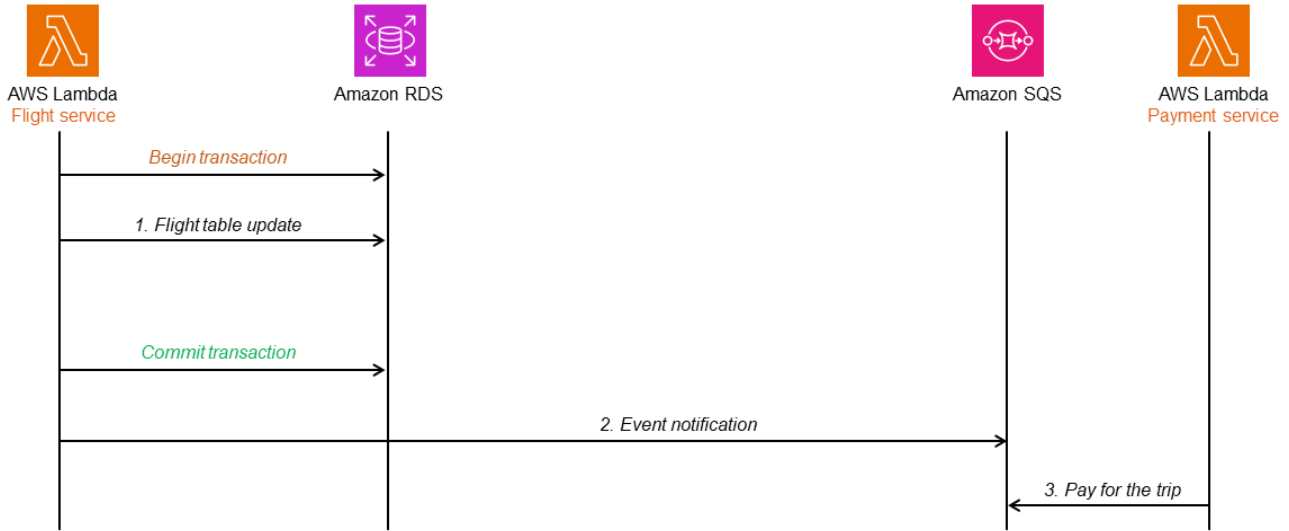 AWS Lambda
Flight service
Amazon RDS
Amazon SQS
AWS Lambda
Payment service
Begin transaction
1. Flight table update
Commit transaction
2. Event notification
3. Pay for the trip